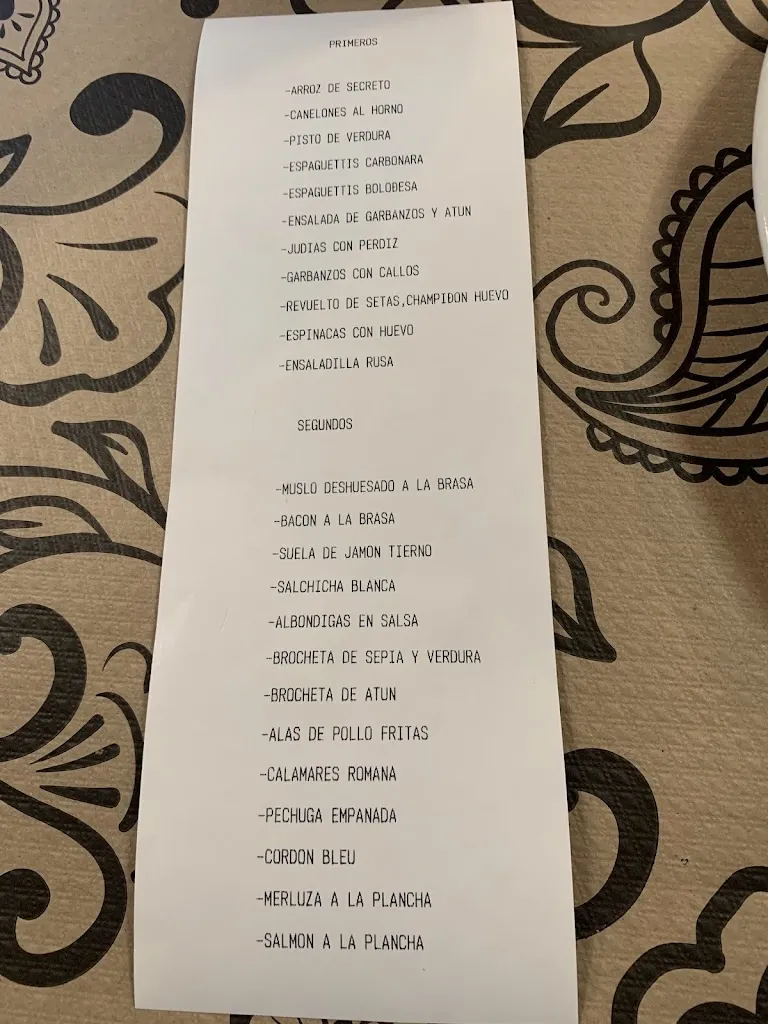 PRIMEROS
-ARROZ DE SECRETO
-CANELONES AL HORNO
-PISTO DE VERDURA
-ESPAGUETTIS CARBONARA
-ESPAGUETTIS BOLOÐESA
-ENSALADA DE GARBANZOS Y ATUN
-JUDIAS CON PERDIZ
-GARBANZOS CON CALLOS
-REVUELTO DE SETAS,CHAMPIÐON HUEVO
-ESPINACAS CON HUEVO
-ENSALADILLA RUSA
SEGUNDOS
-MUSLO DESHUESADO A LA BRASA
-BACON A LA BRASA
-SUELA DE JAMON TIERNO
-SALCHICHA BLANCA
-ALBONDIGAS EN SALSA
-BROCHETA DE SEPIA Y VERDURA
-BROCHETA DE ATUN
-ALAS DE POLLO FRITAS
-CALAMARES ROMANA
-PECHUGA EMPANADA
-CORDON BLEU
-MERLUZA A LA PLANCHA
-SALMON A LA PLANCHA